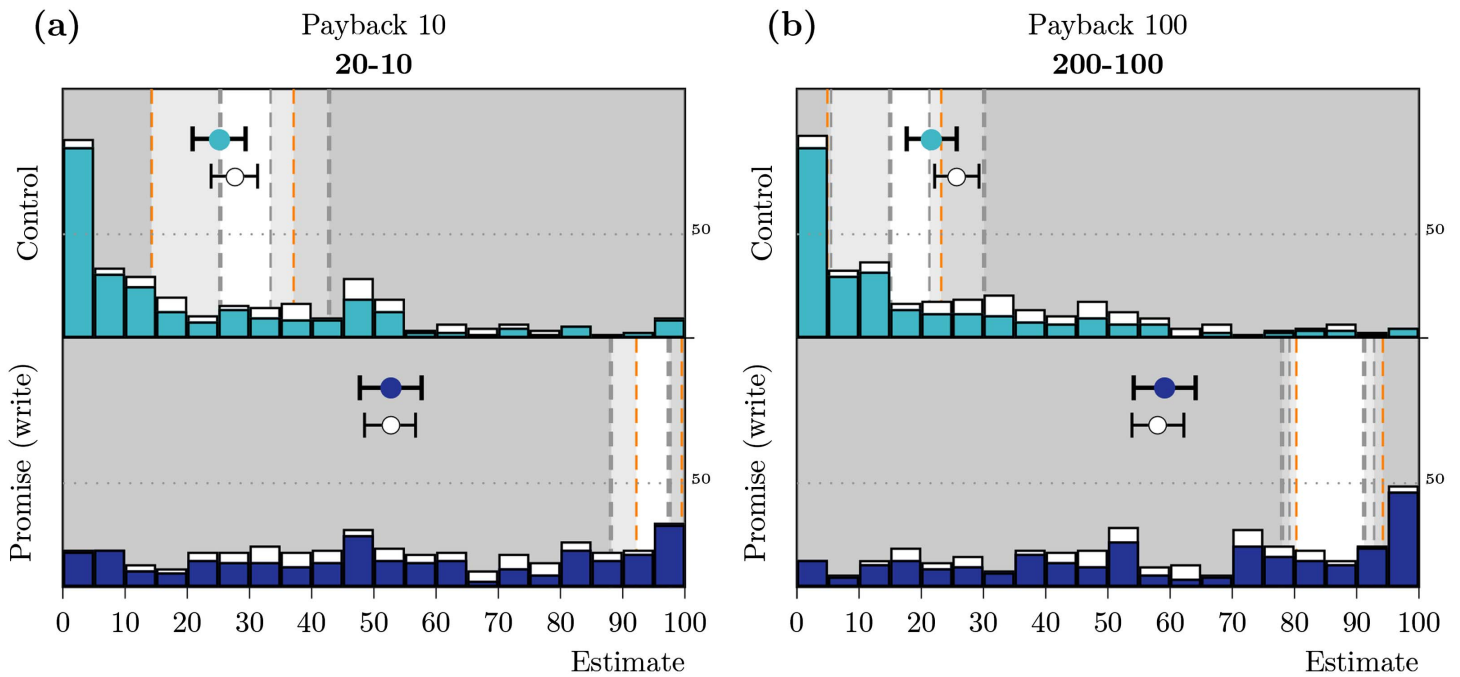 (a)
Payback 10
20-10
Control
50
Promise (write)
50
0 10 20 30 40 50 60 70 80 90 100
Estimate
(b)
Payback 100
200-100
Control
50
Promise (write)
50
0 10 20 30 40 50 60 70 80 90 100
Estimate